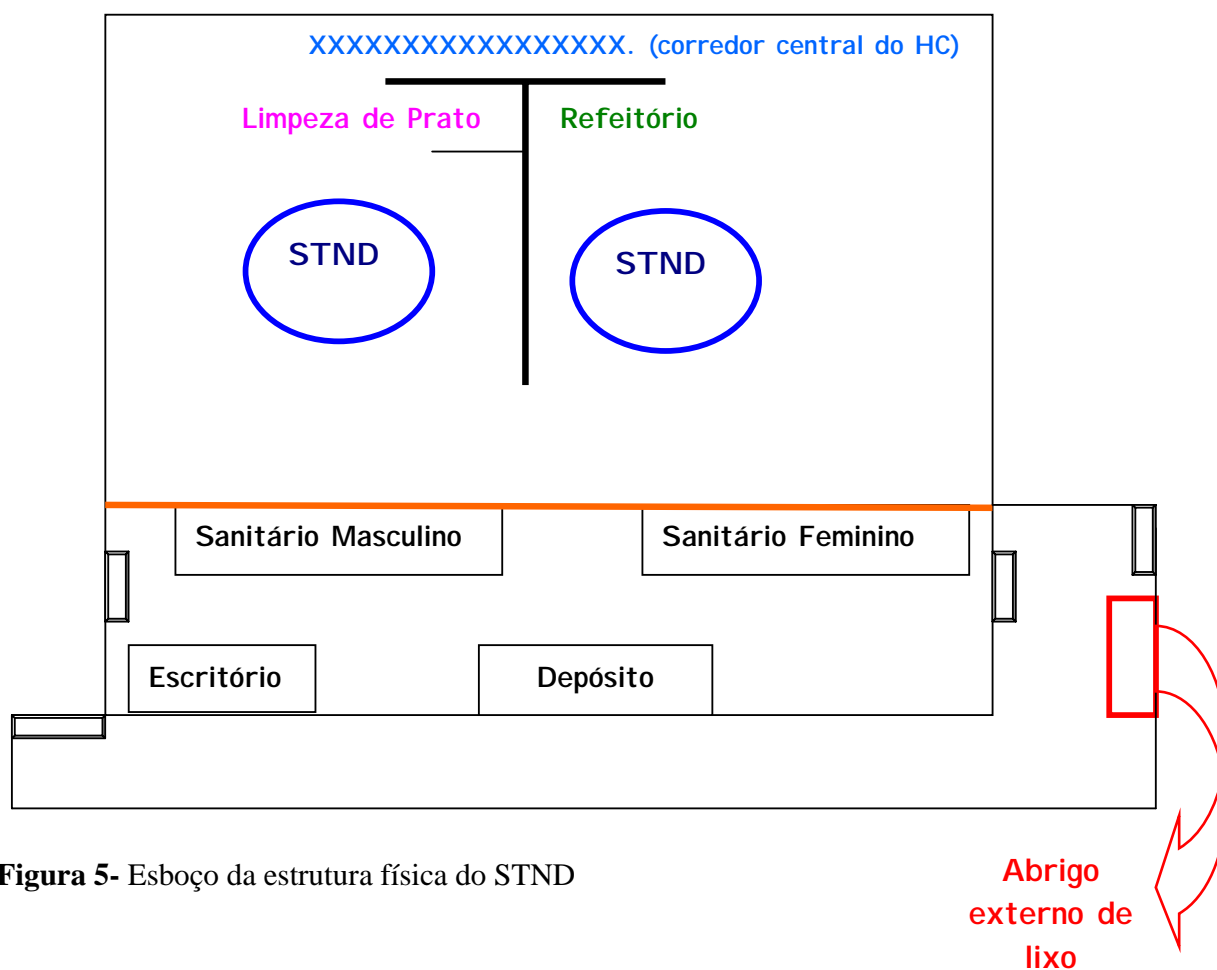 XXXXXXXXXXXXXXXXX. (corredor central do HC)
Limpeza de Prato
Refeitório
STND
STND
Sanitário Masculino
Sanitário Feminino
Escritório
Depósito
Figura 5- Esboço da estrutura física do STND
Abrigo
externo de
lixo